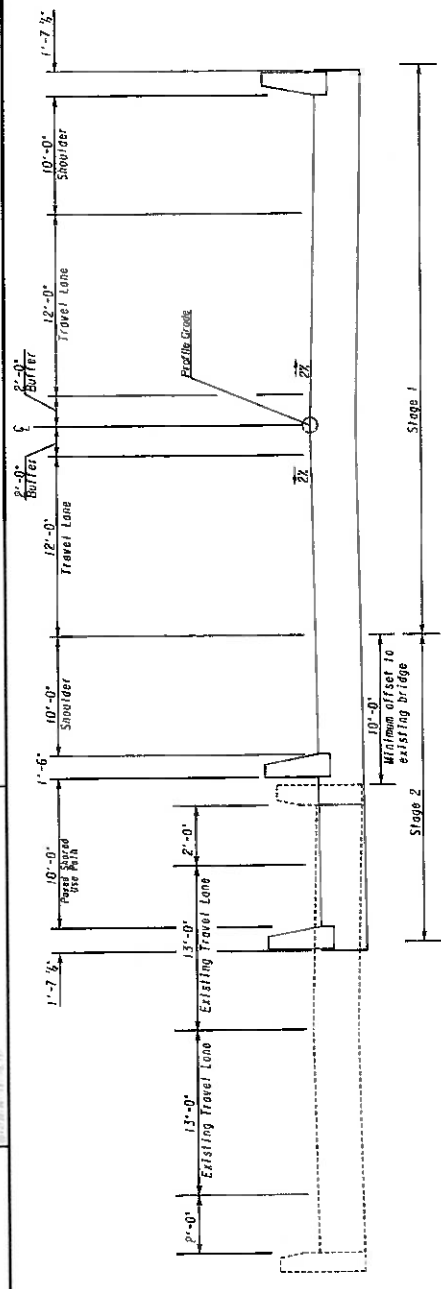 1'-7 ½"
10'-0"
Paved Shared
Use Path
1'-6"
10'-0"
Shoulder
12'-0"
Travel Lane
2'-0"
Buffer
℄
2'-0"
Buffer
12'-0"
Travel Lane
10'-0"
Shoulder
1'-7 ½"
2'-0"
13'-0"
Existing Travel Lane
13'-0"
Existing Travel Lane
2'-0"
Profile Grade
2%
2%
10'-0"
Minimum offset to
existing bridge
Stage 2
Stage 1